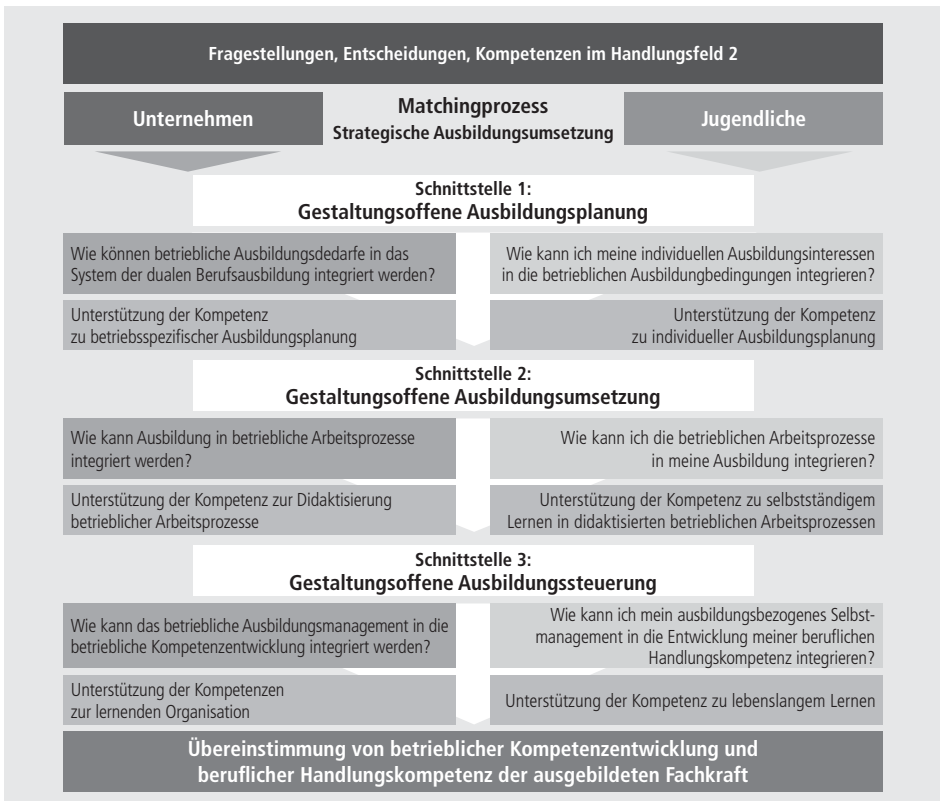 Fragestellungen, Entscheidungen, Kompetenzen im Handlungsfeld 2
Unternehmen
Matchingprozess
Strategische Ausbildungsumsetzung
Jugendliche
Schnittstelle 1:
Gestaltungsoffene Ausbildungsplanung
Wie können betriebliche Ausbildungsdedarfe in das
System der dualen Berufsausbildung integriert werden?
Wie kann ich meine individuellen Ausbildungsinteressen
in die betrieblichen Ausbildungbedingungen integrieren?
Unterstützung der Kompetenz
zu betriebsspezifischer Ausbildungsplanung
Unterstützung der Kompetenz
zu individueller Ausbildungsplanung
Schnittstelle 2:
Gestaltungsoffene Ausbildungsumsetzung
Wie kann Ausbildung in betriebliche Arbeitsprozesse
integriert werden?
Wie kann ich die betrieblichen Arbeitsprozesse
in meine Ausbildung integrieren?
Unterstützung der Kompetenz zur Didaktisierung
betrieblicher Arbeitsprozesse
Unterstützung der Kompetenz zu selbstständigem
Lernen in didaktisierten betrieblichen Arbeitsprozessen
Schnittstelle 3:
Gestaltungsoffene Ausbildungssteuerung
Wie kann das betriebliche Ausbildungsmanagement in die
betriebliche Kompetenzentwicklung integriert werden?
Wie kann ich mein ausbildungsbezogenes Selbst-
management in die Entwicklung meiner beruflichen
Handlungskompetenz integrieren?
Unterstützung der Kompetenzen
zur lernenden Organisation
Unterstützung der Kompetenz zu lebenslangem Lernen
Übereinstimmung von betrieblicher Kompetenzentwicklung und
beruflicher Handlungskompetenz der ausgebildeten Fachkraft